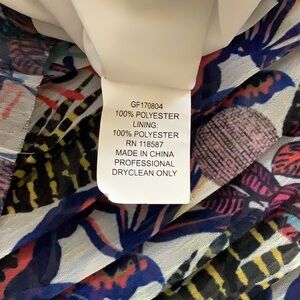 GF170804
100% POLYESTER
LINING:
100% POLYESTER
RN 118587
MADE IN CHINA
PROFESSIONAL
DRYCLEAN ONLY